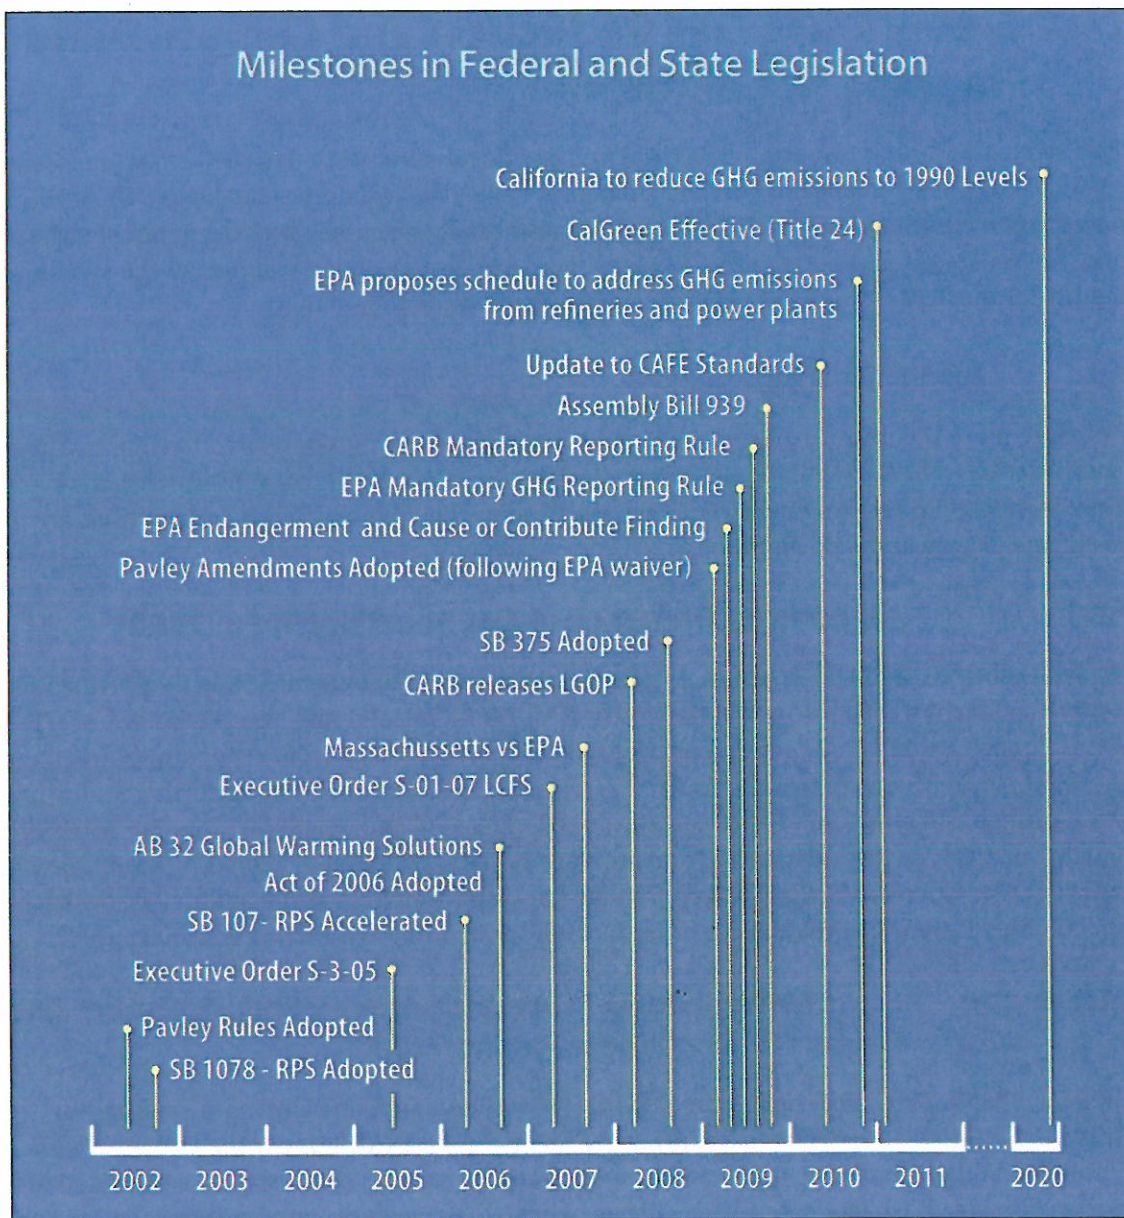 Milestones in Federal and State Legislation
California to reduce GHG emissions to 1990 Levels
CalGreen Effective (Title 24)
EPA proposes schedule to address GHG emissions
from refineries and power plants
Update to CAFE Standards
Assembly Bill 939
CARB Mandatory Reporting Rule
EPA Mandatory GHG Reporting Rule
EPA Endangerment and Cause or Contribute Finding
Pavley Amendments Adopted (following EPA waiver)
SB 375 Adopted
CARB releases LGOP
Massachussetts vs EPA
Executive Order S-01-07 LCFS
AB 32 Global Warming Solutions
Act of 2006 Adopted
SB 107- RPS Accelerated
Executive Order S-3-05
Pavley Rules Adopted
SB 1078 - RPS Adopted
2002 2003 2004 2005 2006 2007 2008 2009 2010 2011 2020